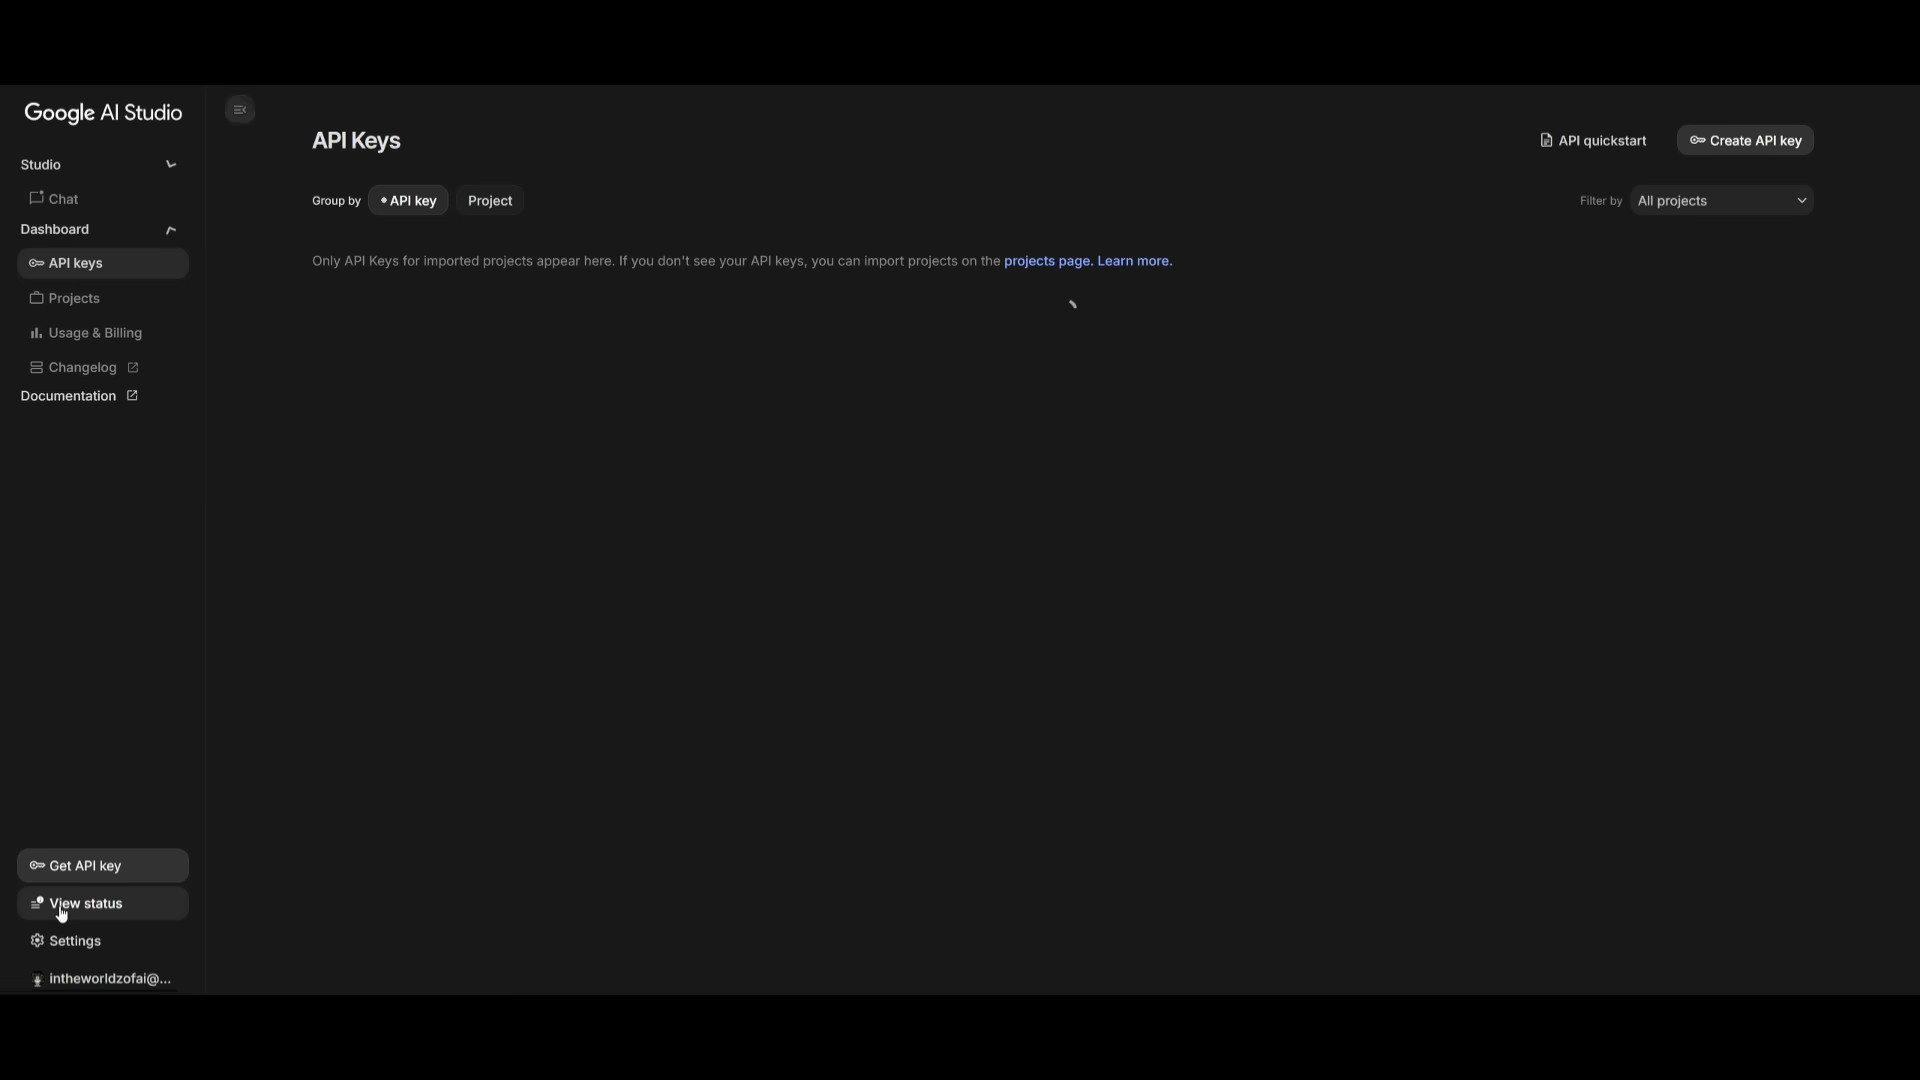 Google AI Studio
Studio
Chat
Dashboard
API keys
Projects
Usage & Billing
Changelog
Documentation
Get API key
View status
Settings
intheworldzofai@...
API Keys
API quickstart
Create API key
Group by
API key
Project
Filter by
All projects
Only API Keys for imported projects appear here. If you don't see your API keys, you can import projects on the projects page. Learn more.